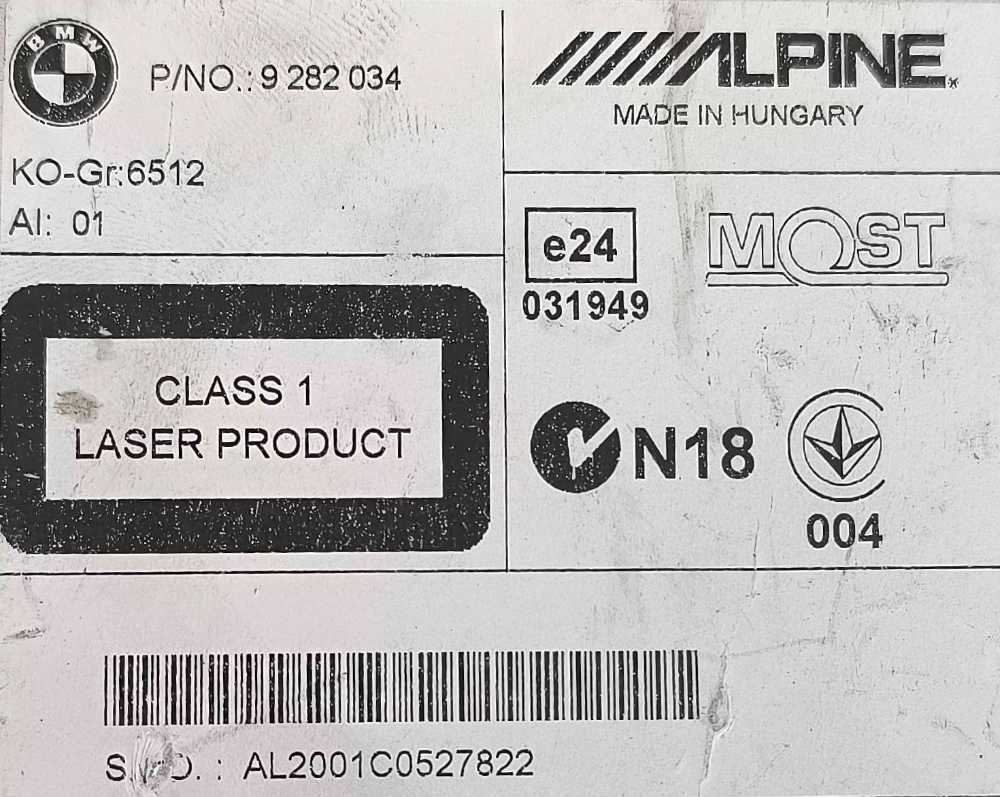 BMW
P/NO.: 9 282 034
KO-Gr.:6512
AI: 01
ALPINE
MADE IN HUNGARY
e24
031949
MOST
CLASS 1
LASER PRODUCT
N18
004
AL2001C0527822